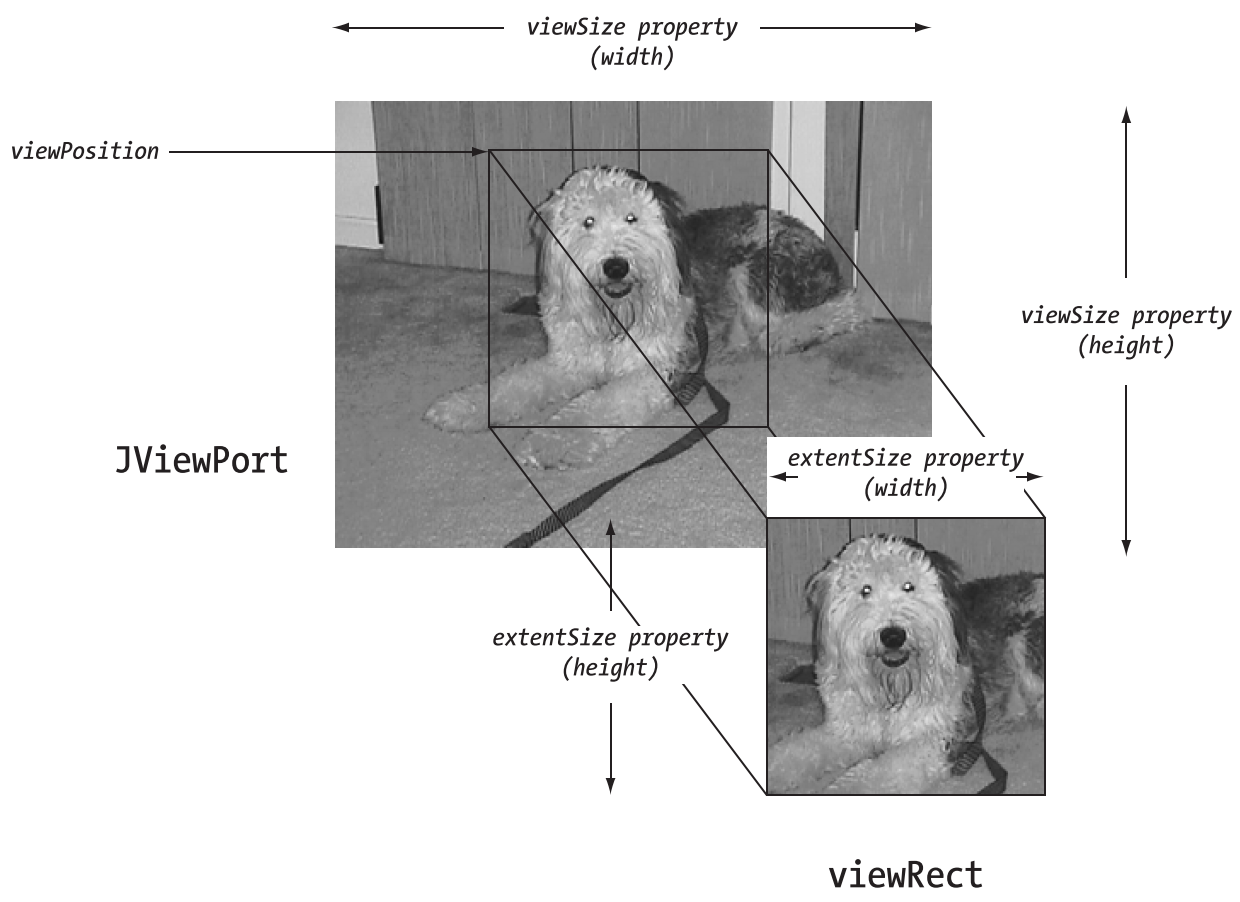 viewSize property
(width)
viewPosition
viewSize property
(height)
JViewPort
extentSize property
(width)
extentSize property
(height)
viewRect